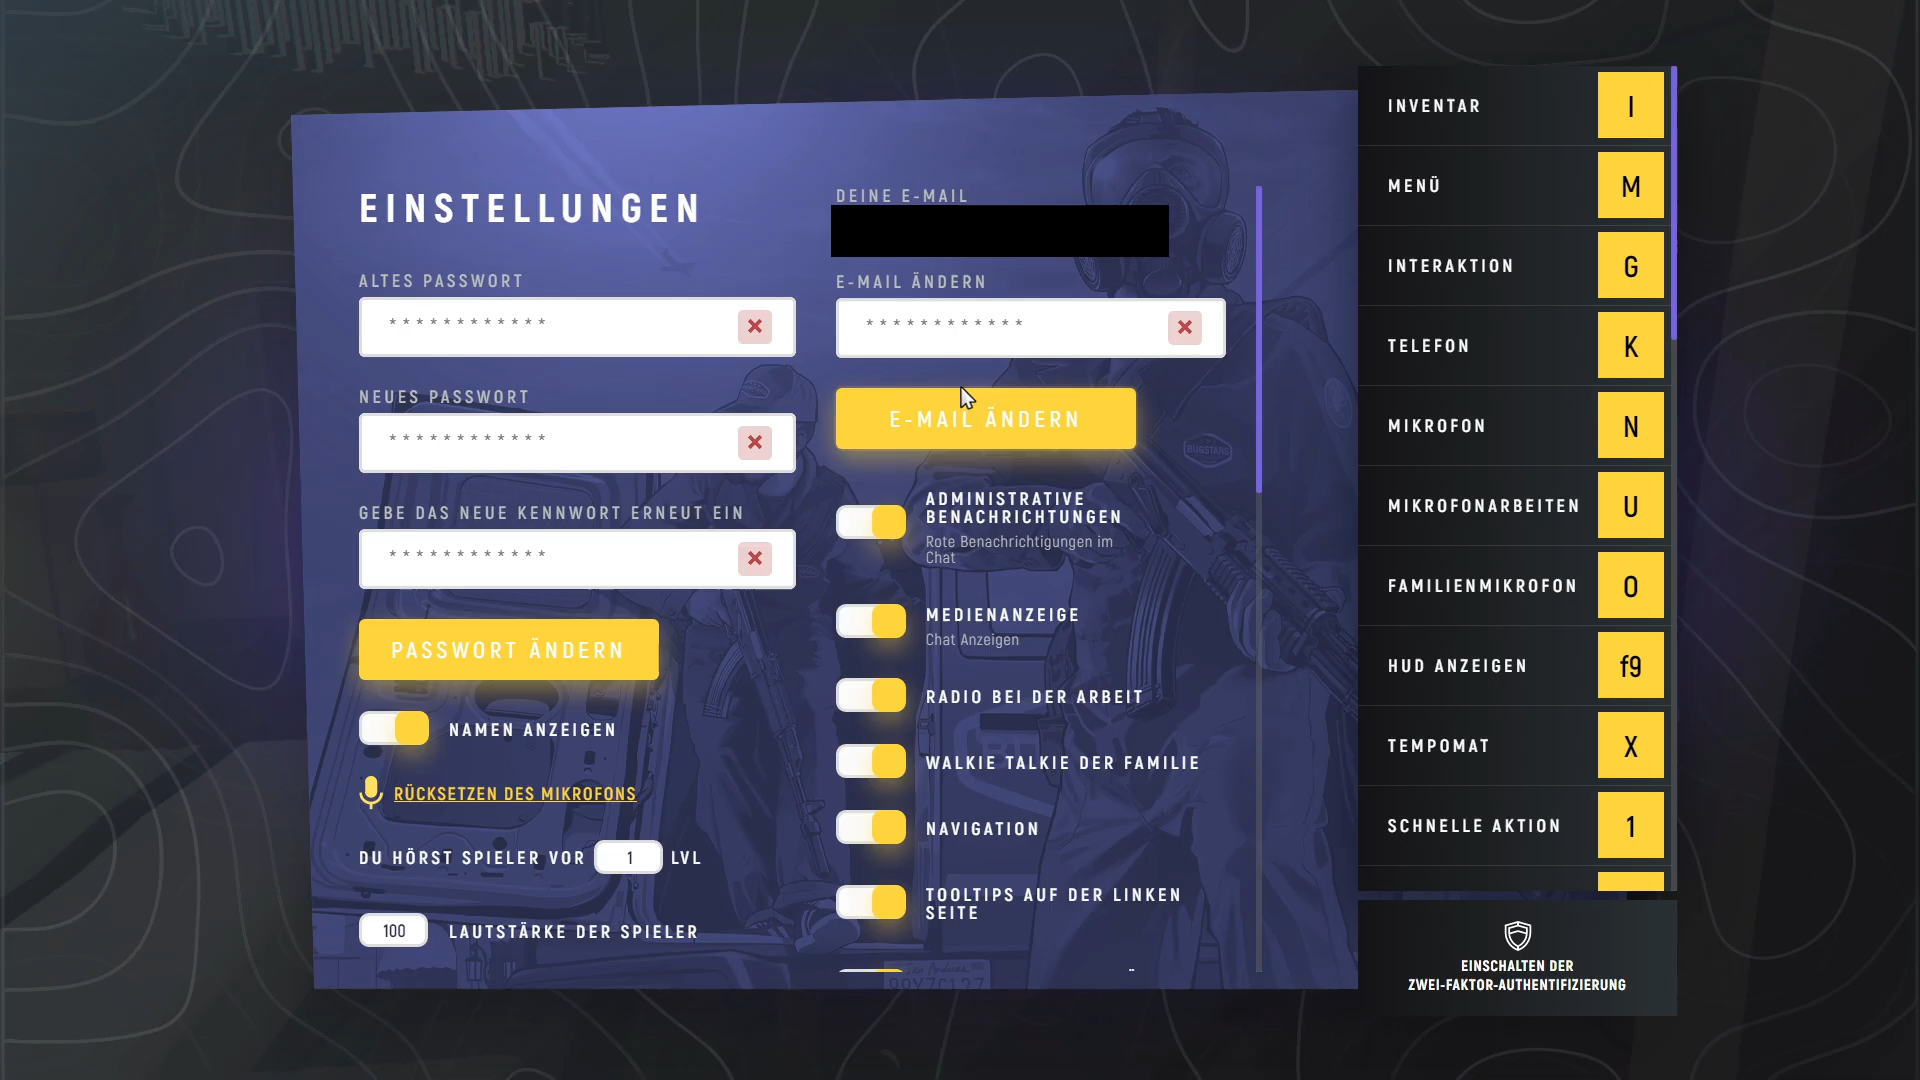 EINSTELLUNGEN
ALTES PASSWORT
* * * * * * * * * * * *
NEUES PASSWORT
* * * * * * * * * * * *
GEBE DAS NEUE KENNWORT ERNEUT EIN
* * * * * * * * * * * *
PASSWORT ÄNDERN
NAMEN ANZEIGEN
RÜCKSETZEN DES MIKROFONS
DU HÖRST SPIELER VOR 1 LVL
100 LAUTSTÄRKE DER SPIELER
DEINE E-MAIL
E-MAIL ÄNDERN
* * * * * * * * * * * *
E-MAIL ÄNDERN
ADMINISTRATIVE
BENACHRICHTUNGEN
Rote Benachrichtigungen im
Chat
MEDIENANZEIGE
Chat Anzeigen
RADIO BEI DER ARBEIT
WALKIE TALKIE DER FAMILIE
NAVIGATION
TOOLTIPS AUF DER LINKEN
SEITE
BUGSTARS
INVENTAR I
MENÜ M
INTERAKTION G
TELEFON K
MIKROFON N
MIKROFONARBEITEN U
FAMILIENMIKROFON O
HUD ANZEIGEN f9
TEMPOMAT X
SCHNELLE AKTION 1
EINSCHALTEN DER
ZWEI-FAKTOR-AUTHENTIFIZIERUNG